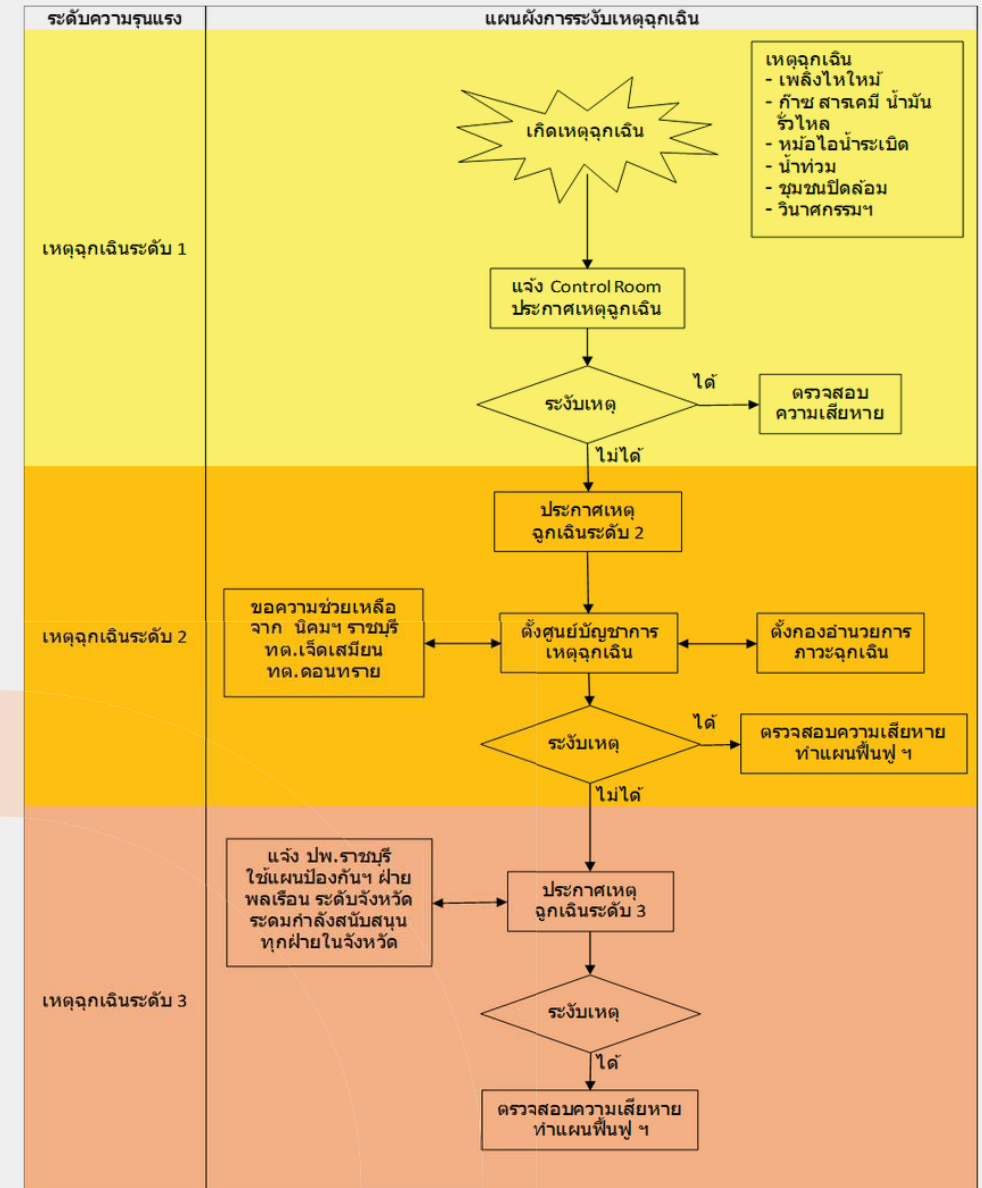 ระดับความรุนแรง
แผนผังการระงับเหตุฉุกเฉิน
เหตุฉุกเฉิน
- เพลิงไหใหม้
- ก๊าซ สารเคมี น้ำมัน
รั่วไหล
- หม้อไอน้ำระเบิด
- น้ำท่วม
- ชุมชนปิดล้อม
- วินาศกรรมฯ
เกิดเหตุฉุกเฉิน
เหตุฉุกเฉินระดับ 1
แจ้ง Control Room
ประกาศเหตุฉูกเฉิน
ระงับเหตุ
ได้
ตรวจสอบ
ความเสียหาย
ไม่ได้
ประกาศเหตุ
ฉูกเฉินระดับ 2
เหตุฉุกเฉินระดับ 2
ขอความช่วยเหลือ
จาก นิคมฯ ราชบุรี
ทต.เจ็ดเสมียน
ทต.ดอนทราย
ตั้งศูนย์บัญชาการ
เหตุฉุกเฉิน
ตั้งกองอำนวยการ
ภาวะฉุกเฉิน
ระงับเหตุ
ได้
ตรวจสอบความเสียหาย
ทำแผนฟื้นฟู ฯ
ไม่ได้
แจ้ง ปพ.ราชบุรี
ใช้แผนป้องกันฯ ฝ่าย
พลเรือน ระดับจังหวัด
ระดมกำลังสนับสนุน
ทุกฝ่ายในจังหวัด
ประกาศเหตุ
ฉูกเฉินระดับ 3
เหตุฉุกเฉินระดับ 3
ระงับเหตุ
ได้
ตรวจสอบความเสียหาย
ทำแผนฟื้นฟู ฯ